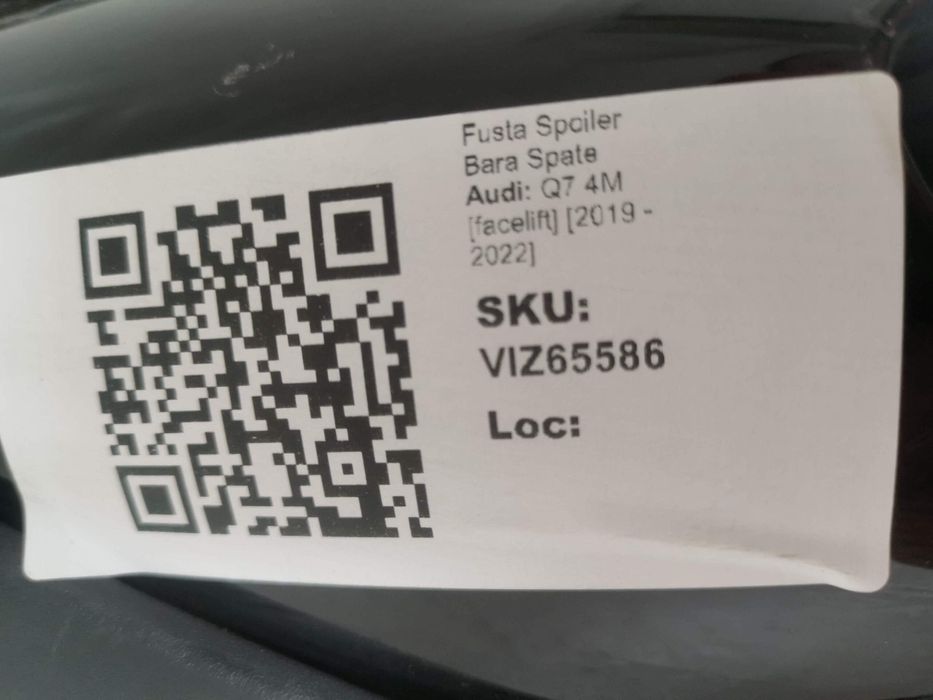 Fusta Spoiler
Bara Spate
Audi: Q7 4M
[facelift] [2019 -
2022]
SKU:
VIZ65586
Loc: